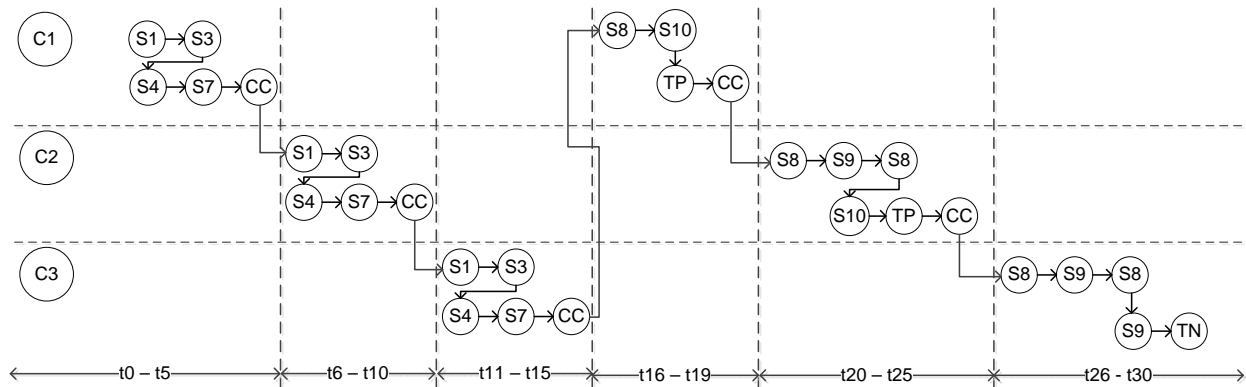 C1 S1 S3 S8 S10
S4 S7 CC TP CC
C2 S1 S3 S8 S9 S8
S4 S7 CC S10 TP CC
C3 S1 S3 S8 S9 S8
S4 S7 CC S9 TN
t0 – t5 t6 – t10 t11 – t15 t16 – t19 t20 – t25 t26 - t30